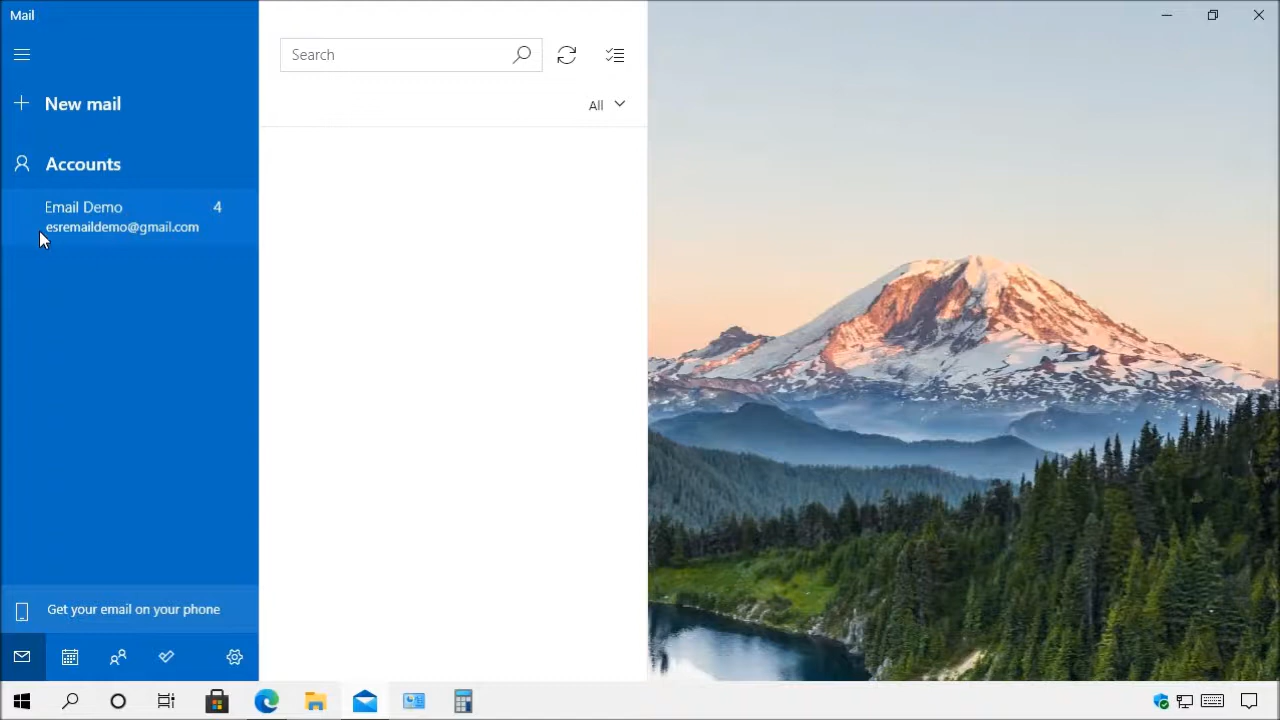 Mail
Search
New mail
All
Accounts
Email Demo 4
esremaildemo@gmail.com
Get your email on your phone